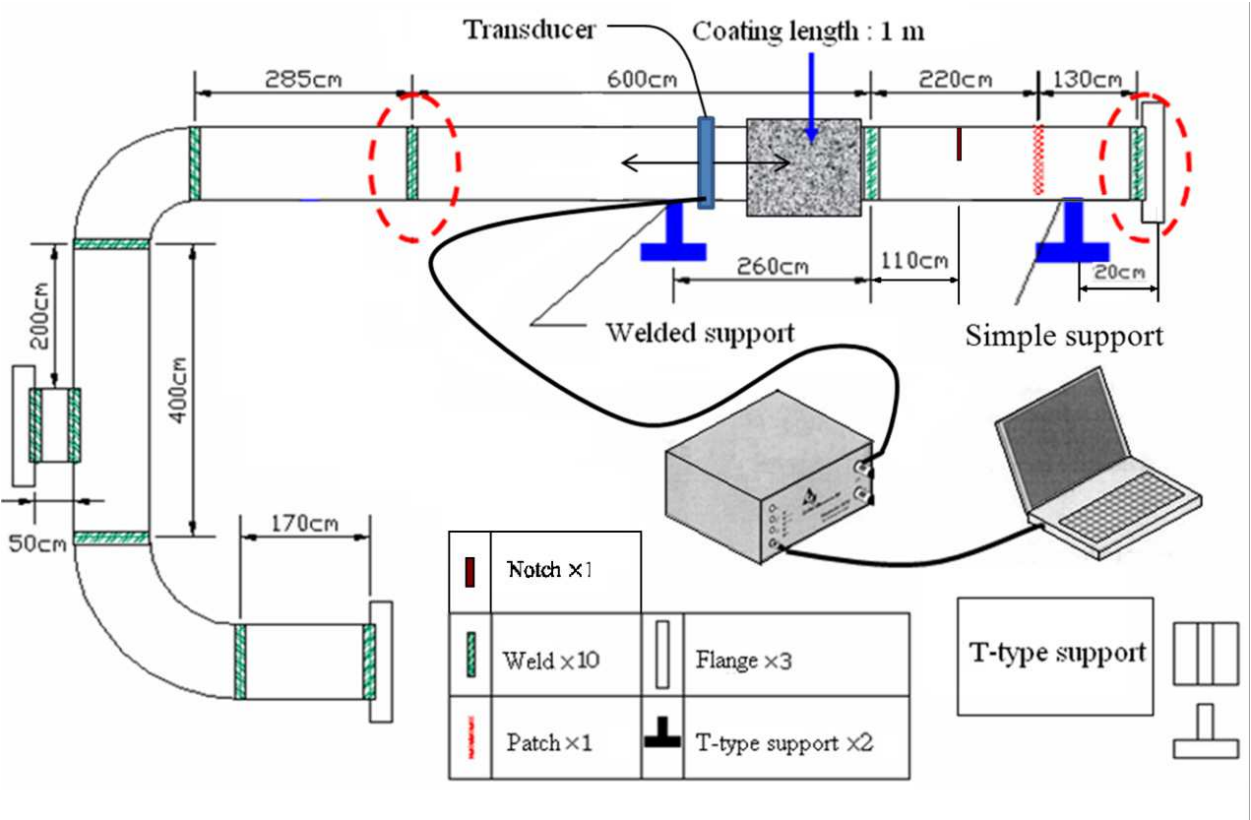 Transducer
Coating length : 1 m
285cm
600cm
220cm
130cm
260cm
110cm
20cm
Welded support
Simple support
200cm
400cm
50cm
170cm
Notch ×1
Weld ×10
Flange ×3
Patch ×1
T-type support ×2
T-type support